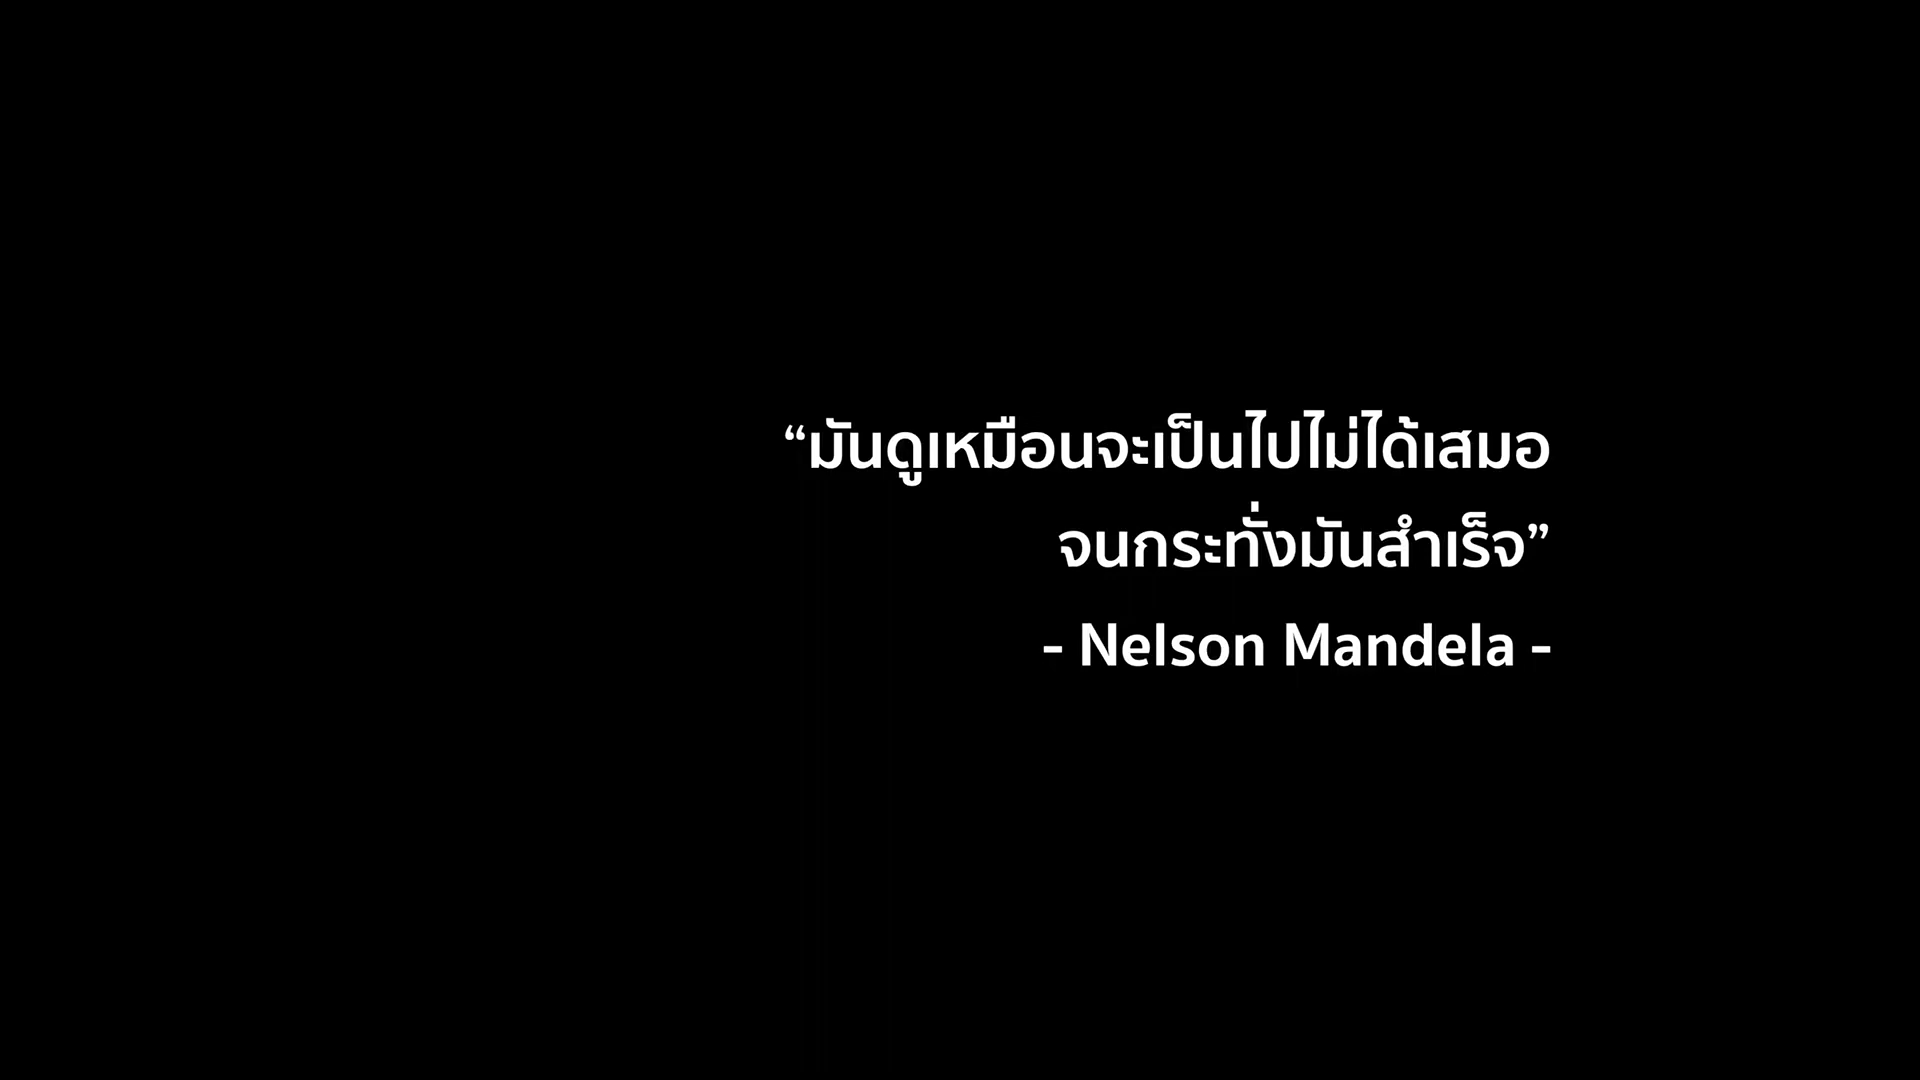 “มันดูเหมือนจะเป็นไปไม่ได้เสมอ
จนกระทั่งมันสำเร็จ”
- Nelson Mandela -